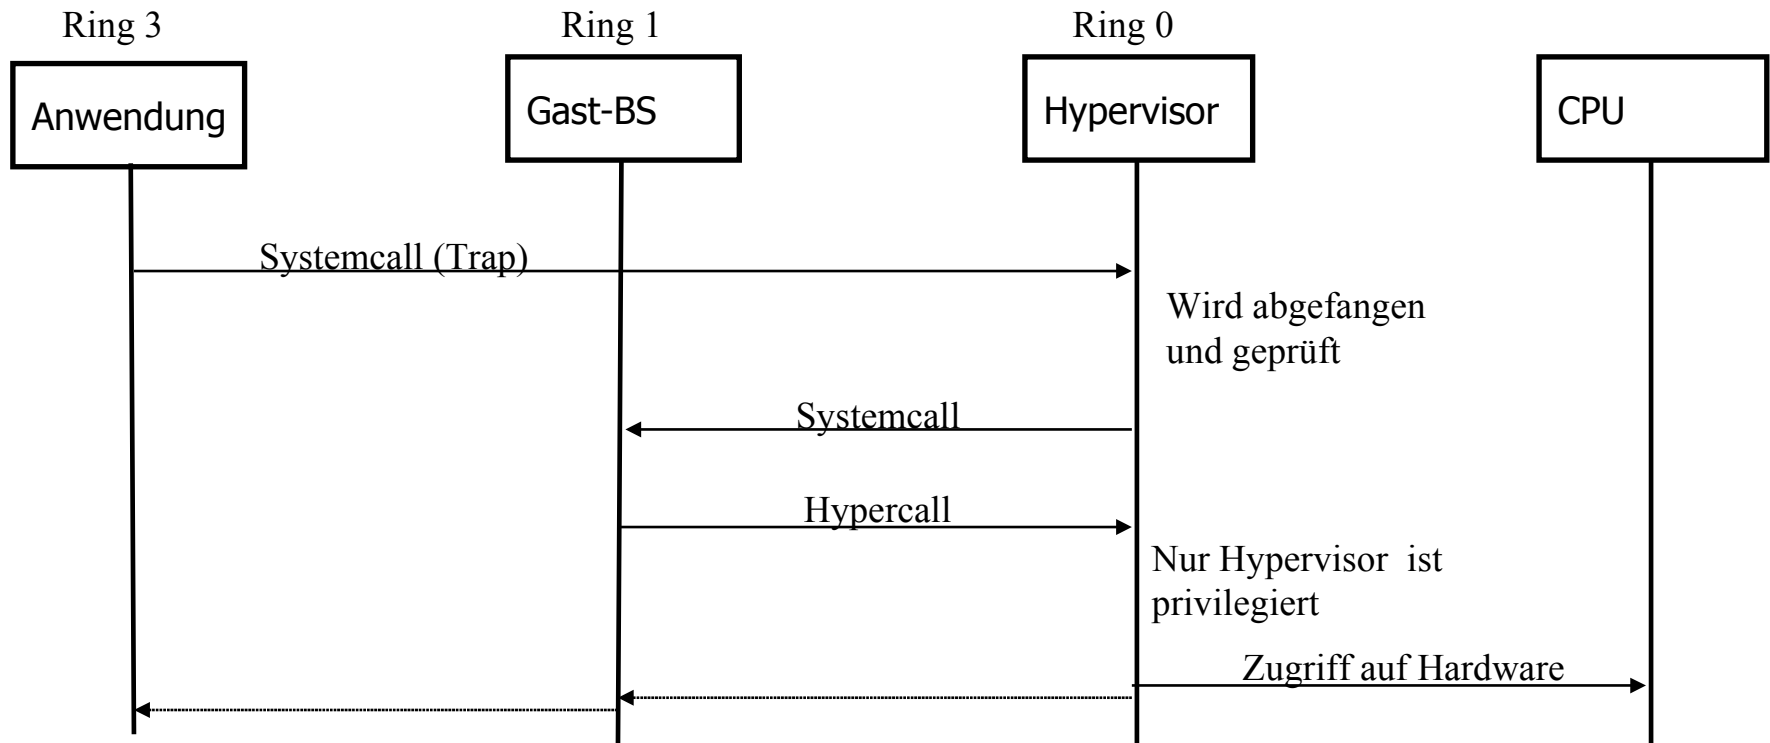 Ring 3
Ring 1
Ring 0
Anwendung
Gast-BS
Hypervisor
CPU
Systemcall (Trap)
Wird abgefangen
und geprüft
Systemcall
Hypercall
Nur Hypervisor ist
privilegiert
Zugriff auf Hardware